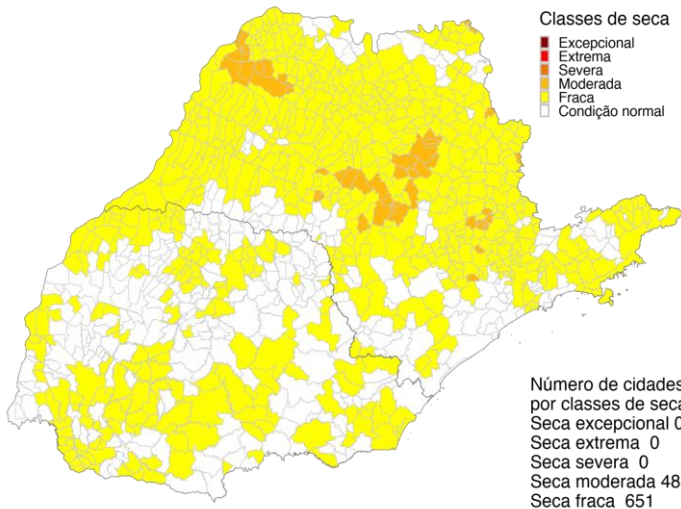 Classes de seca
Excepcional
Extrema
Severa
Moderada
Fraca
Condição normal
Número de cidades
por classes de seca
Seca excepcional 0
Seca extrema 0
Seca severa 0
Seca moderada 48
Seca fraca 651